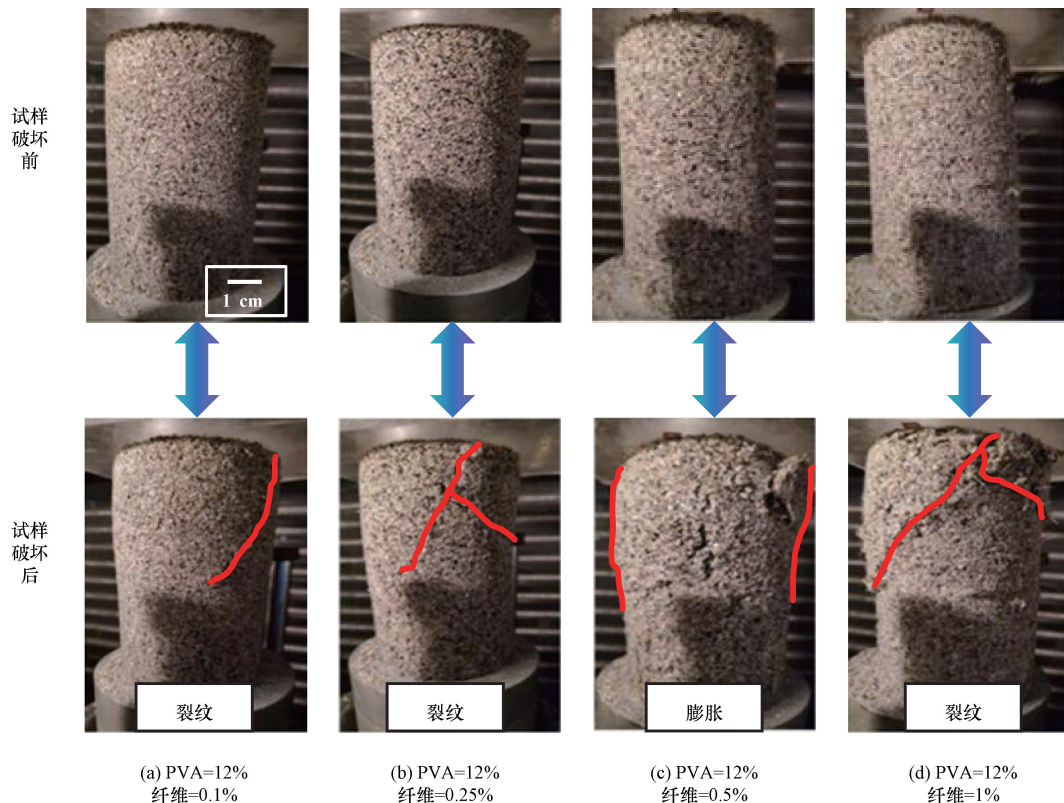 试样
破坏
前
1 cm
试样
破坏
后
裂纹
裂纹
膨胀
裂纹
(a) PVA=12%
纤维=0.1%
(b) PVA=12%
纤维=0.25%
(c) PVA=12%
纤维=0.5%
(d) PVA=12%
纤维=1%